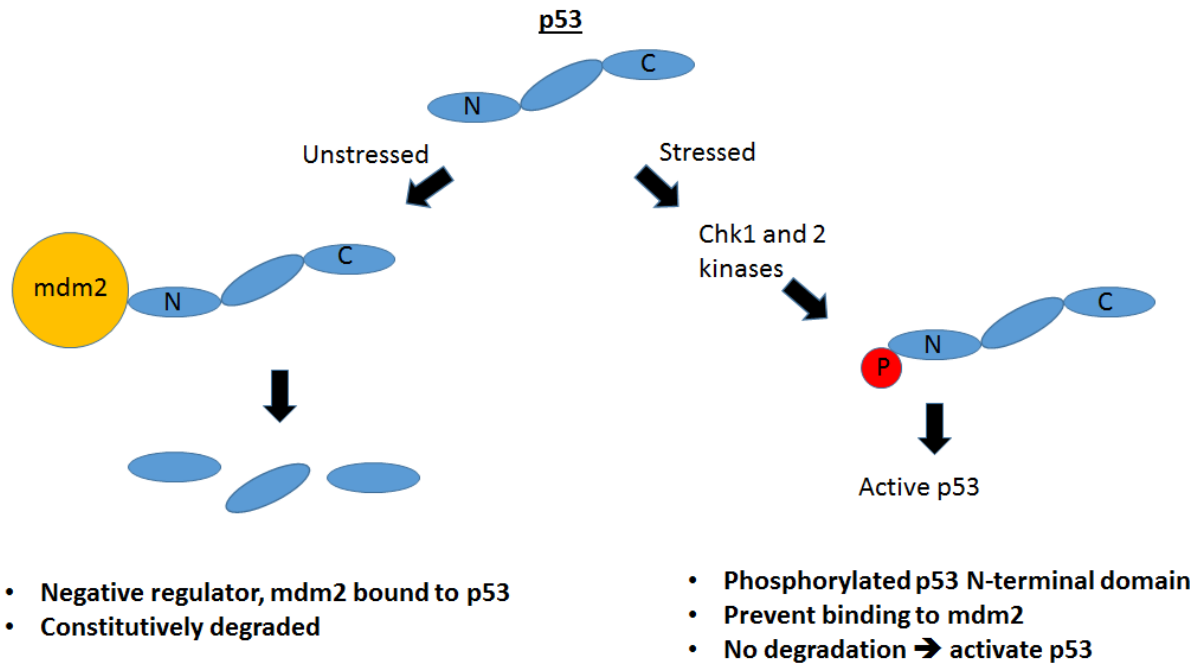 p53
N
C
Unstressed
Stressed
mdm2
N
C
Chk1 and 2
kinases
P
N
C
Active p53
• Negative regulator, mdm2 bound to p53
• Constitutively degraded
• Phosphorylated p53 N-terminal domain
• Prevent binding to mdm2
• No degradation ➔ activate p53